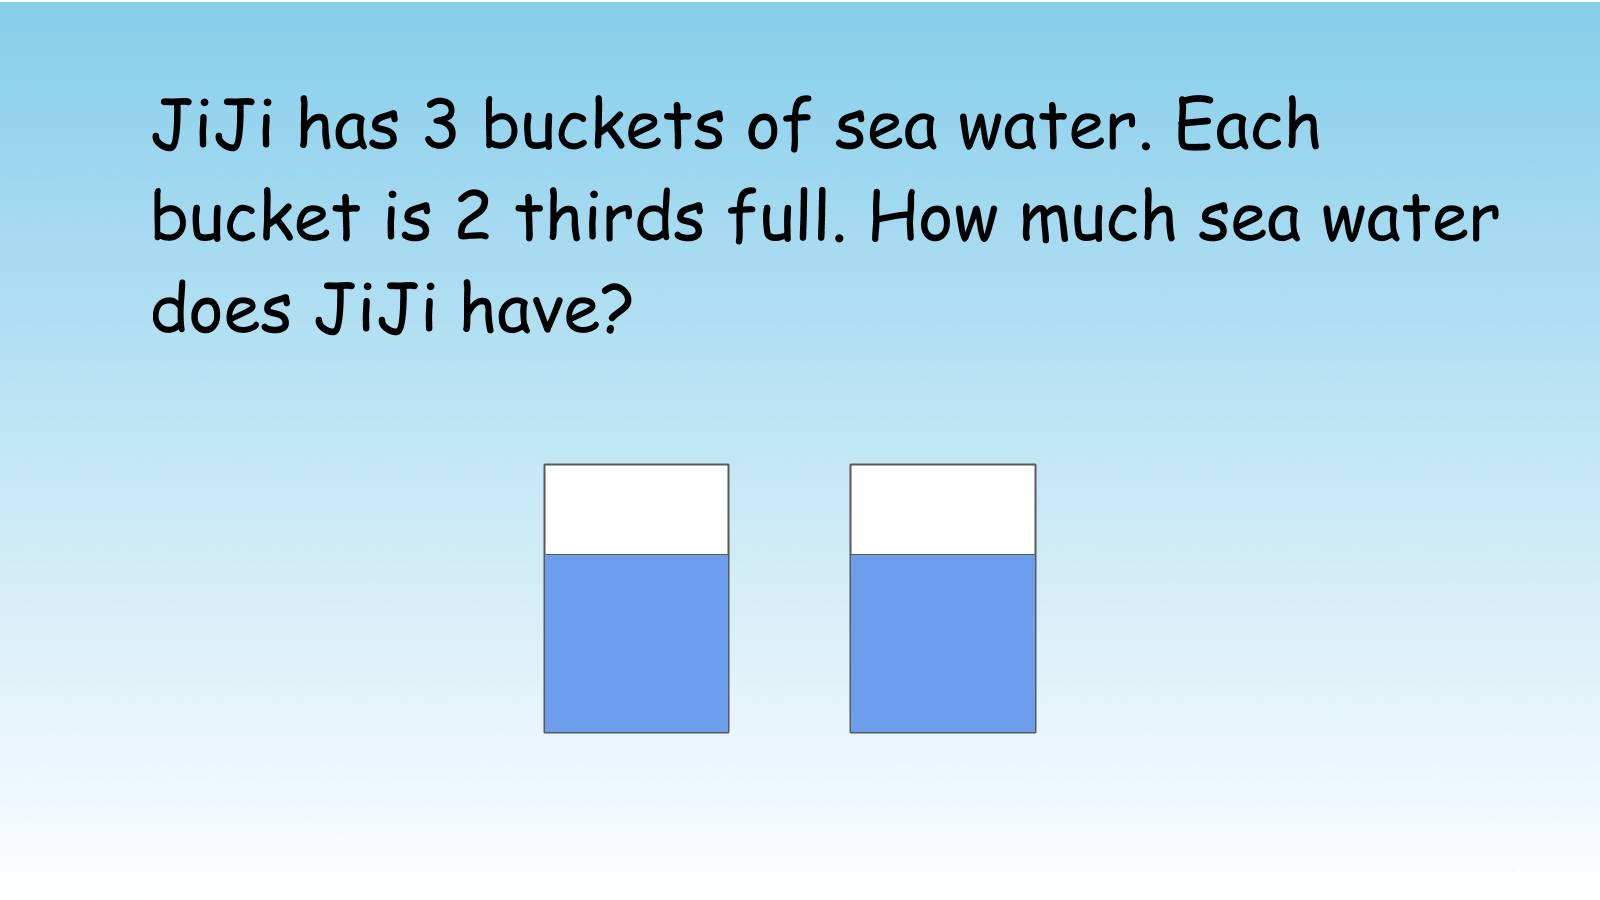 JiJi has 3 buckets of sea water. Each
bucket is 2 thirds full. How much sea water
does JiJi have?